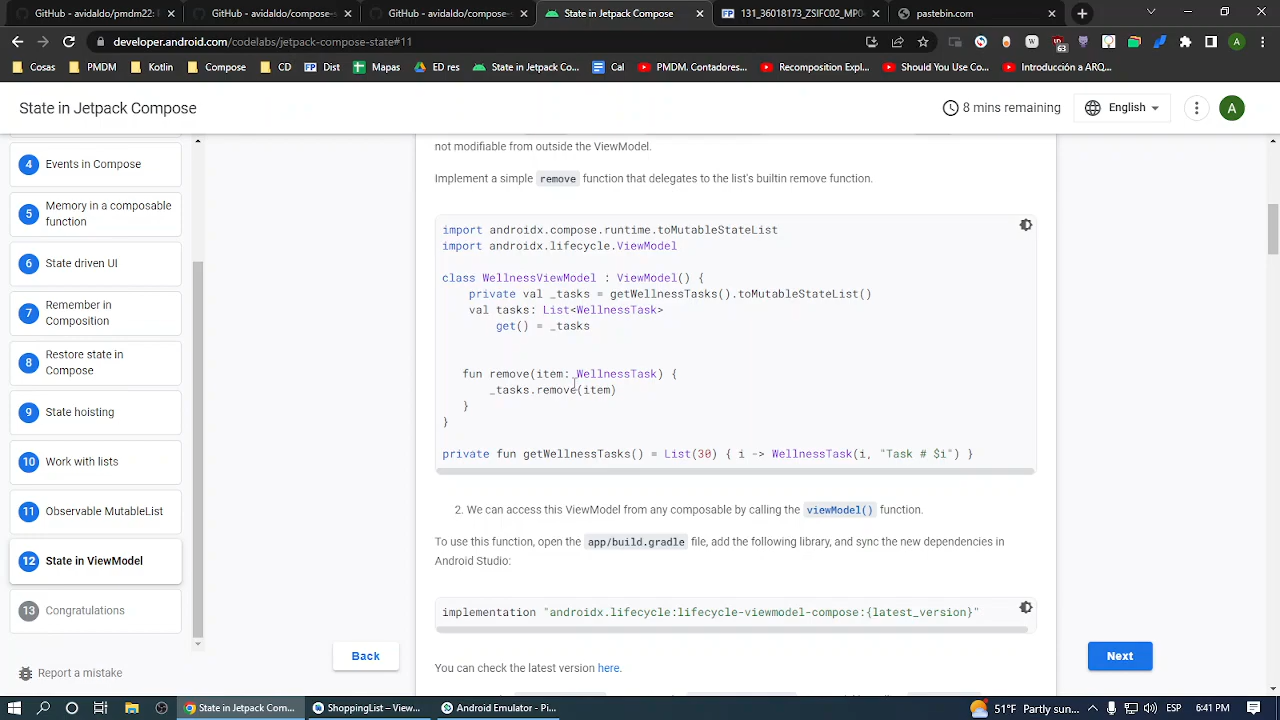 GitHub - avidaldo/pmdm22:
GitHub - avidaldo/compose-
GitHub - avidaldo/compose-
State in Jetpack Compose
131_36018173_ZSIFC02_MP0
pastebin.com
developer.android.com/codelabs/jetpack-compose-state#11
Cosas
PMDM
Kotlin
Compose
CD
Dist
Mapas
ED res
State in Jetpack Co...
Cal
PMDM. Contadores...
Recomposition Expl...
Should You Use Co...
Introducción a ARQ...
State in Jetpack Compose
8 mins remaining
English
A
4 Events in Compose
5 Memory in a composable
function
6 State driven UI
7 Remember in
Composition
8 Restore state in
Compose
9 State hoisting
10 Work with lists
11 Observable MutableList
12 State in ViewModel
13 Congratulations
Report a mistake
not modifiable from outside the ViewModel.
Implement a simple remove function that delegates to the list's builtin remove function.
import androidx.compose.runtime.toMutableStateList
import androidx.lifecycle.ViewModel
class WellnessViewModel : ViewModel() {
private val _tasks = getWellnessTasks().toMutableStateList()
val tasks: List<WellnessTask>
get() = _tasks
fun remove(item: WellnessTask) {
_tasks.remove(item)
}
}
private fun getWellnessTasks() = List(30) { i -> WellnessTask(i, "Task # $i") }
2. We can access this ViewModel from any composable by calling the viewModel() function.
To use this function, open the app/build.gradle file, add the following library, and sync the new dependencies in
Android Studio:
implementation "androidx.lifecycle:lifecycle-viewmodel-compose:{latest_version}"
Back
Next
You can check the latest version here.
State in Jetpack Com...
ShoppingList – View...
Android Emulator - Pi...
51°F Partly sun...
ESP
6:41 PM